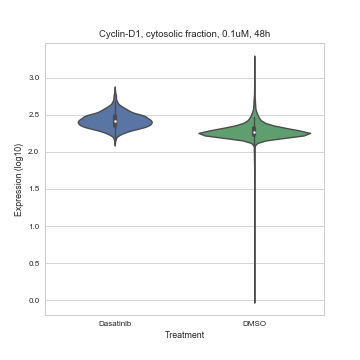 Cyclin-D1, cytosolic fraction, 0.1uM, 48h
3.0
2.5
2.0
1.5
1.0
0.5
0.0
Expression (log10)
Dasatinib DMSO
Treatment